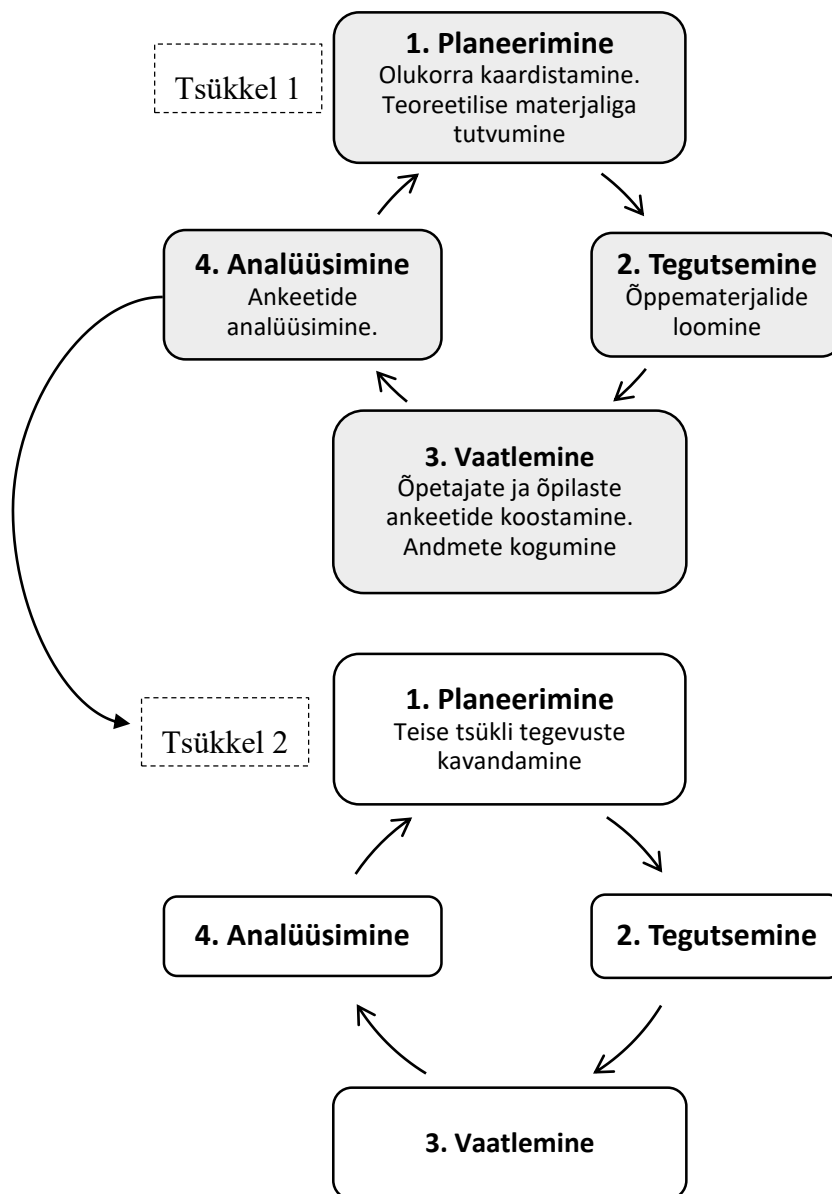 Tsükkel 1
1. Planeerimine
Olukorra kaardistamine.
Teoreetilise materjaliga
tutvumine
4. Analüüsimine
Ankeetide
analüüsimine.
2. Tegutsemine
Õppematerjalide
loomine
3. Vaatlemine
Õpetajate ja õpilaste
ankeetide koostamine.
Andmete kogumine
Tsükkel 2
1. Planeerimine
Teise tsükli tegevuste
kavandamine
4. Analüüsimine
2. Tegutsemine
3. Vaatlemine